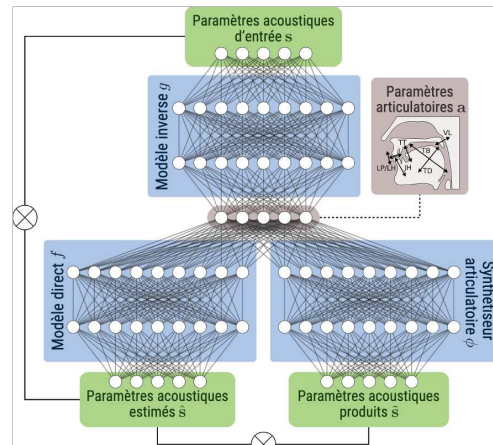 Paramètres acoustiques
d'entrée s
Modèle inverse g
Paramètres
articulatoires a
VL
TT
TB
LP/LH
JH
TD
Modèle direct f
Synthétiseur
articulatoire ϕ
Paramètres acoustiques
estimés ŝ
Paramètres acoustiques
produits s̃